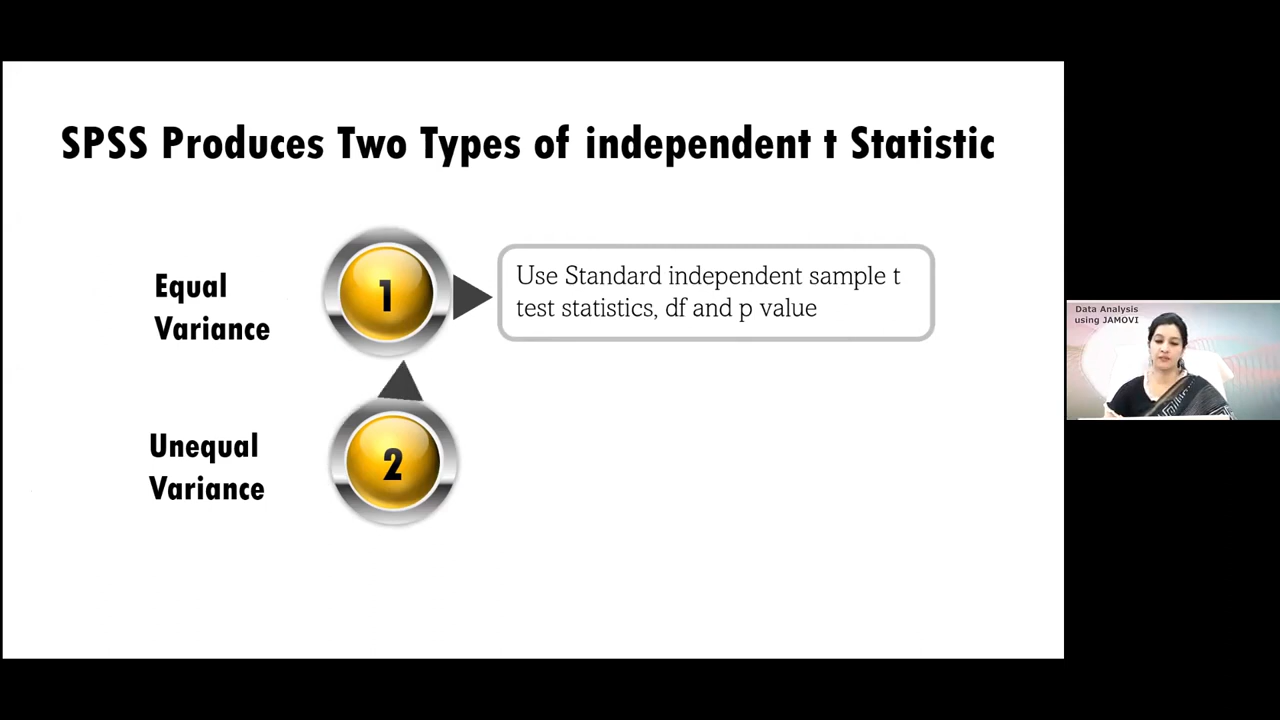 SPSS Produces Two Types of independent t Statistic
Equal
Variance
1
Use Standard independent sample t
test statistics, df and p value
Unequal
Variance
2
Data Analysis
using JAMOVI